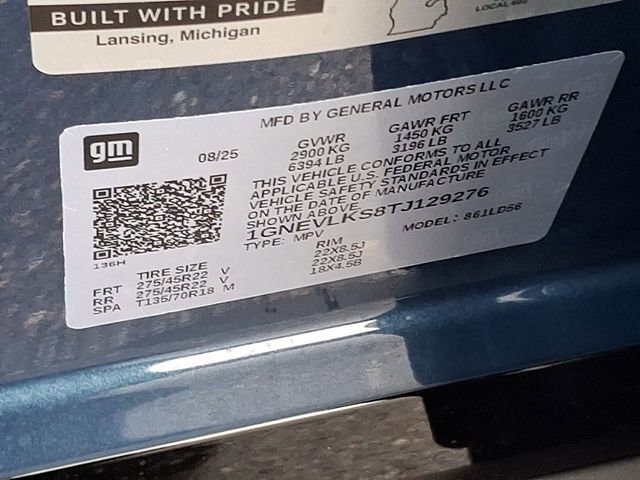 BUILT WITH PRIDE
Lansing, Michigan
MFD BY GENERAL MOTORS LLC
gm
08/25
GVWR GAWR FRT GAWR RR
2900 KG 1450 KG 1600 KG
6394 LB 3196 LB 3527 LB
THIS VEHICLE CONFORMS TO ALL
APPLICABLE U.S. FEDERAL MOTOR
VEHICLE SAFETY STANDARDS IN EFFECT
ON THE DATE OF MANUFACTURE
SHOWN ABOVE.
1GNEVLKS8TJ129276
TYPE: MPV MODEL: 861LD56
136H
TIRE SIZE RIM
FRT 275/45R22 V 22X8.5J
RR 275/45R22 V 22X8.5J
SPA T135/70R18 M 18X4.5B